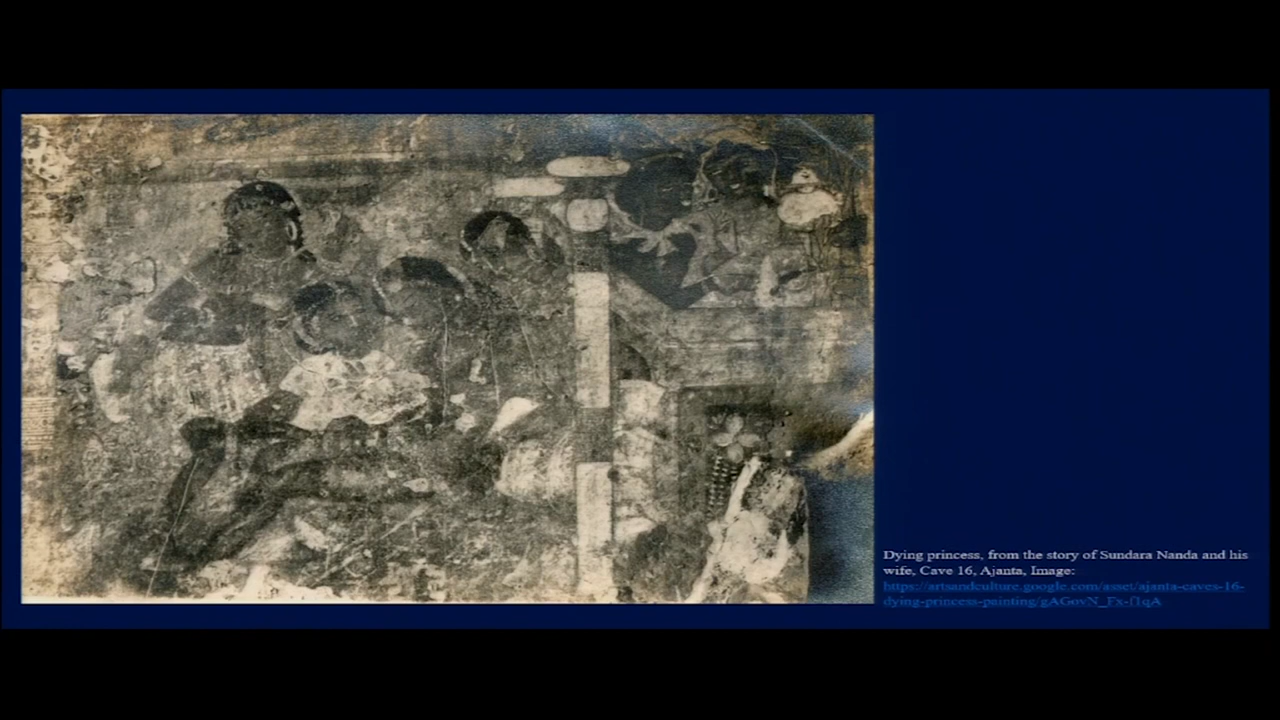 Dying princess, from the story of Sundara Nanda and his
wife, Cave 16, Ajanta, Image:
https://artsandculture.google.com/asset/ajanta-caves-16-
dying-princess-painting/gAGovN_Fx-f1qA